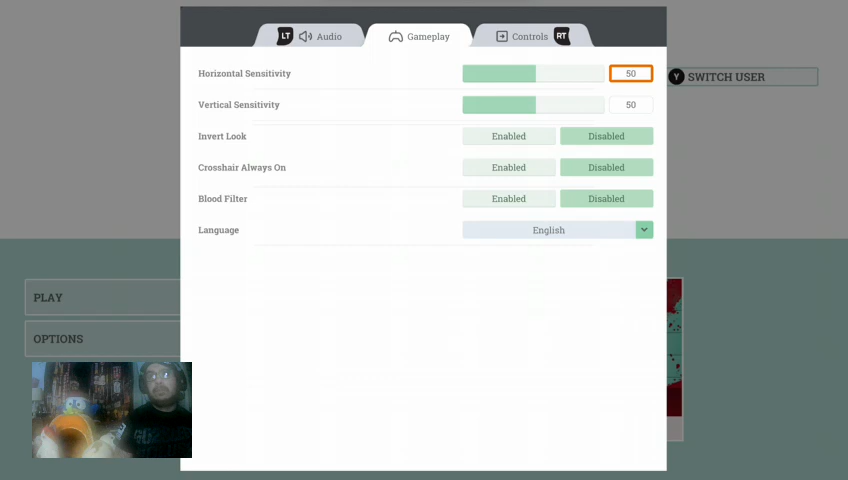 LT Audio Gameplay Controls RT
Horizontal Sensitivity 50
Y SWITCH USER
Vertical Sensitivity 50
Invert Look Enabled Disabled
Crosshair Always On Enabled Disabled
Blood Filter Enabled Disabled
Language English
PLAY
OPTIONS